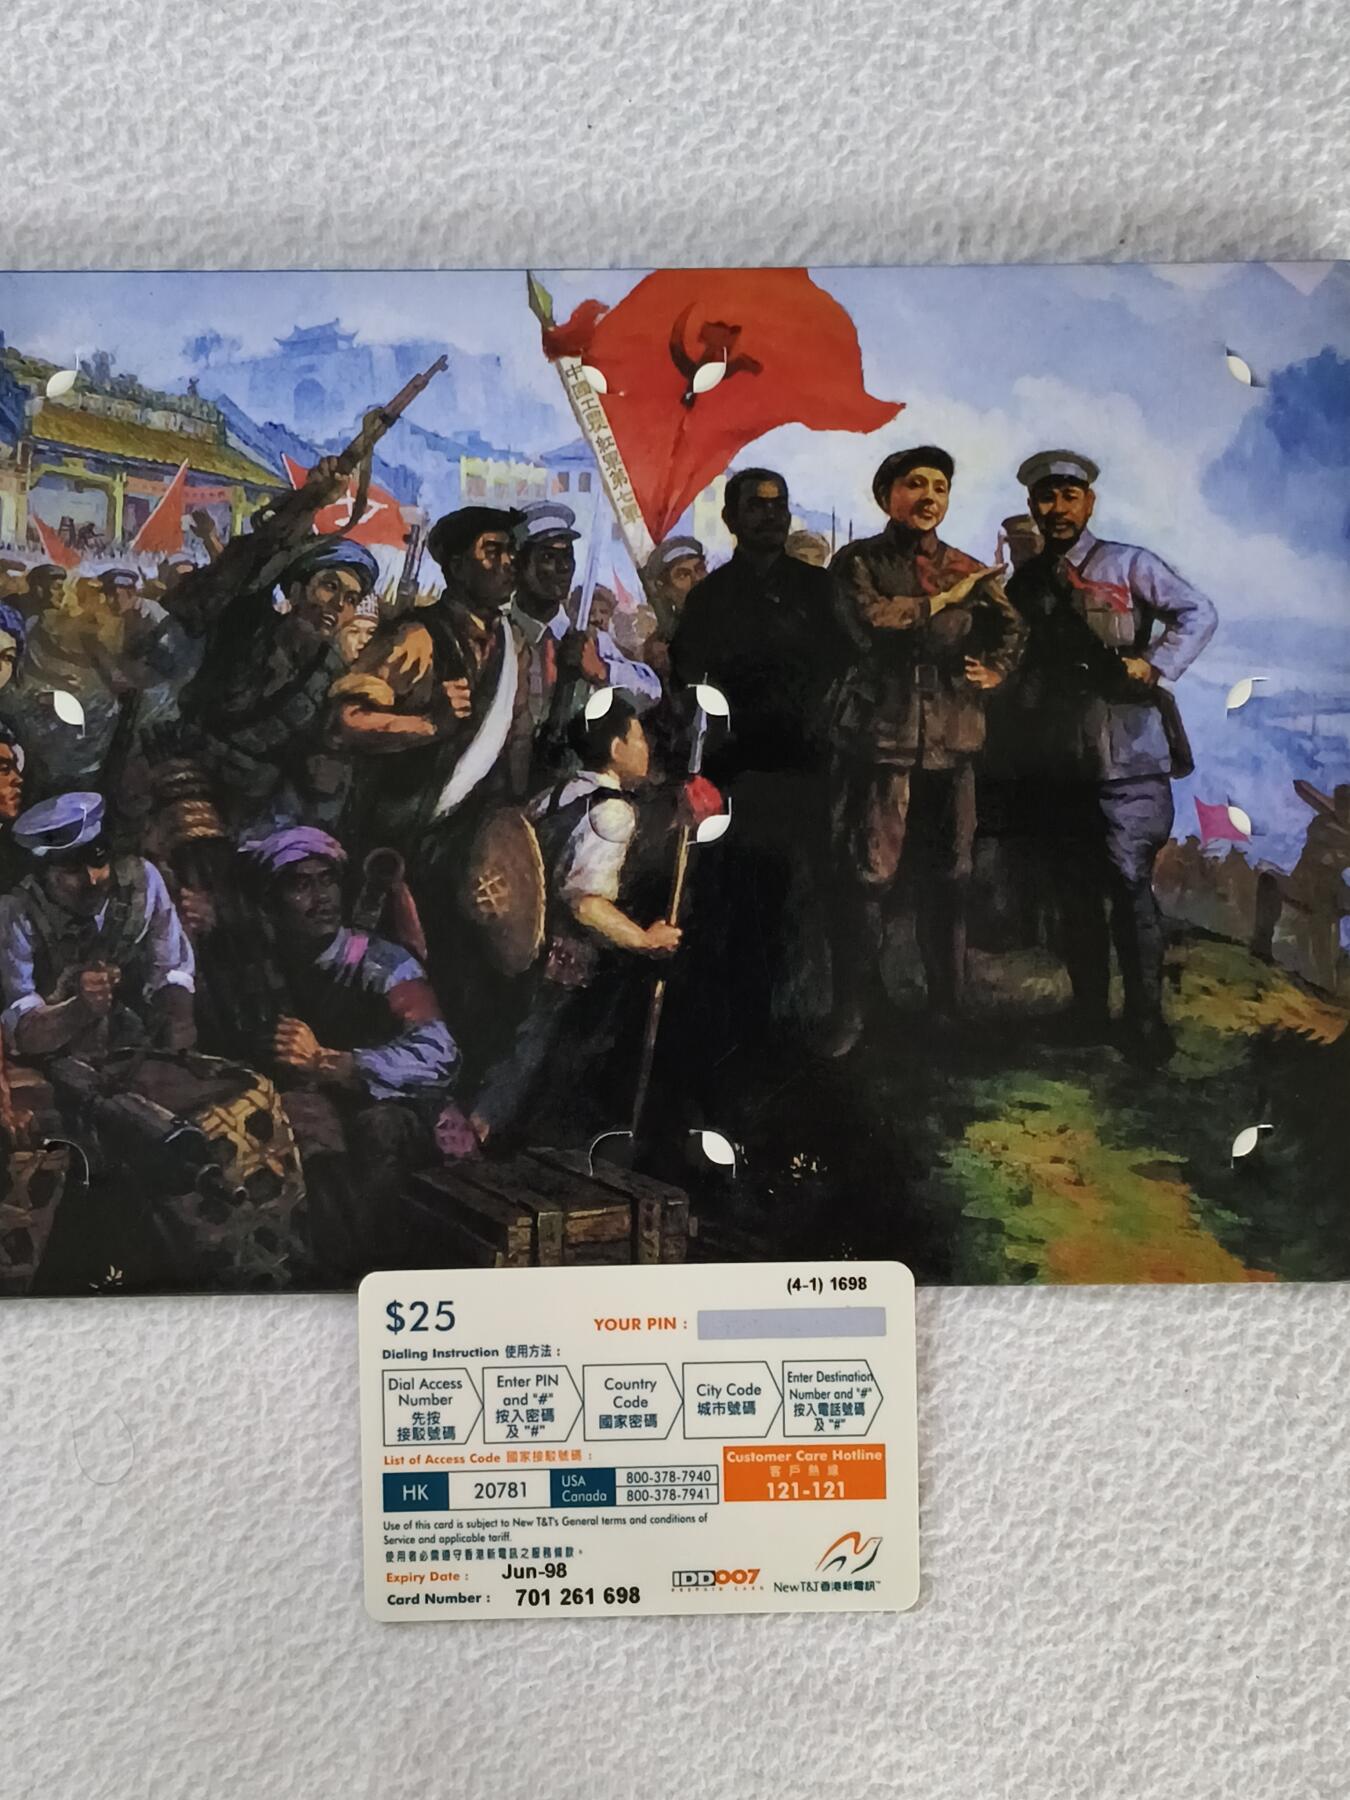 中國工農紅軍第七軍
(4-1) 1698
$25
YOUR PIN :
Dialing Instruction 使用方法 :
Dial Access
Number
先按
接駁號碼
Enter PIN
and "#"
按入密碼
及 "#"
Country
Code
國家密碼
City Code
城市號碼
Enter Destination
Number and "#"
按入電話號碼
及 "#"
List of Access Code 國家接駁號碼 :
HK
20781
USA
Canada
800-378-7940
800-378-7941
Customer Care Hotline
客戶熱線
121-121
Use of this card is subject to New T&T's General terms and conditions of
Service and applicable tariff.
使用者必需遵守香港新電訊之服務條款。
Expiry Date : Jun-98
Card Number : 701 261 698
IDD007
PREPAID CARD
New T&T 香港新電訊™